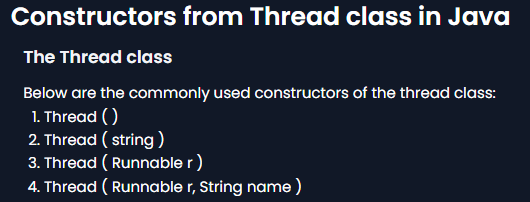 Constructors from Thread class in Java
The Thread class
Below are the commonly used constructors of the thread class:
1. Thread ( )
2. Thread ( string )
3. Thread ( Runnable r )
4. Thread ( Runnable r, String name )